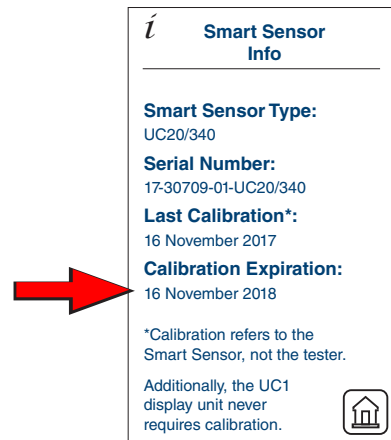 i Smart Sensor
Info
Smart Sensor Type:
UC20/340
Serial Number:
17-30709-01-UC20/340
Last Calibration*:
16 November 2017
Calibration Expiration:
16 November 2018
*Calibration refers to the
Smart Sensor, not the tester.
Additionally, the UC1
display unit never
requires calibration.